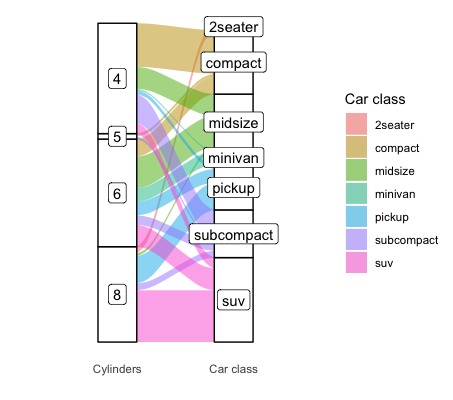 4
5
6
8
2seater
compact
midsize
minivan
pickup
subcompact
suv
Cylinders
Car class
Car class
2seater
compact
midsize
minivan
pickup
subcompact
suv